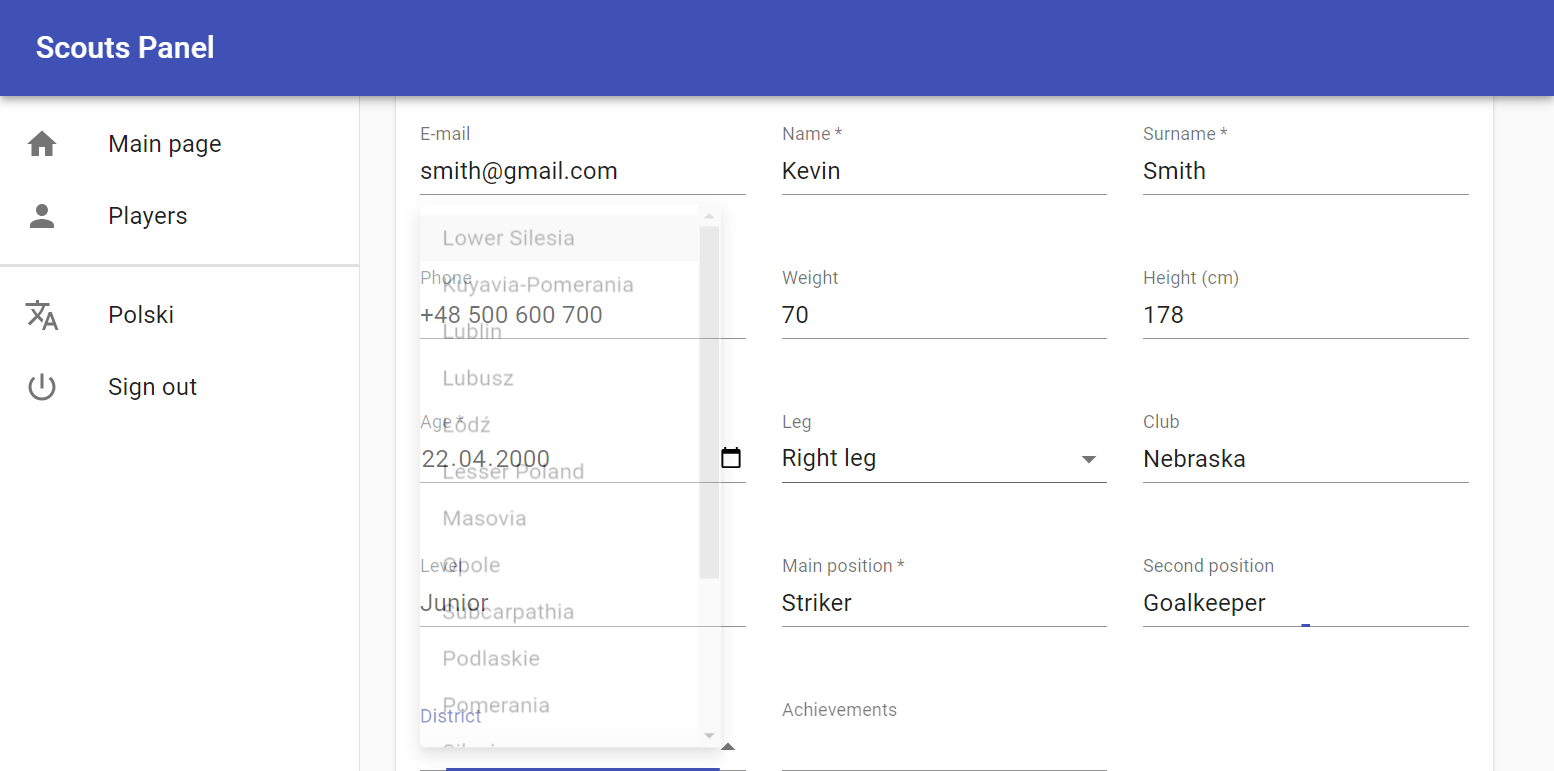 Scouts Panel
Main page
Players
Polski
Sign out
E-mail
Name *
Surname *
smith@gmail.com
Kevin
Smith
Lower Silesia
Kuyavia-Pomerania
Lublin
Lubusz
Łódź
Lesser Poland
Masovia
Opole
Subcarpathia
Podlaskie
Pomerania
Silesia
Phone
Weight
Height (cm)
+48 500 600 700
70
178
Age *
Leg
Club
22.04.2000
Right leg
Nebraska
Level
Main position *
Second position
Junior
Striker
Goalkeeper
District
Achievements